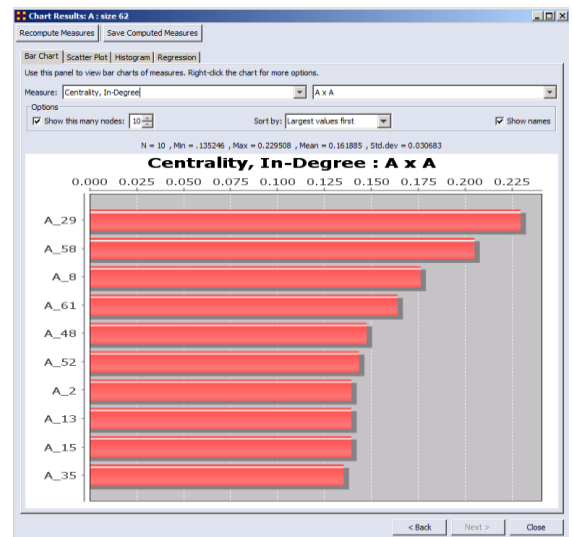 Chart Results: A : size 62
Recompute Measures Save Computed Measures
Bar Chart Scatter Plot Histogram Regression
Use this panel to view bar charts of measures. Right-click the chart for more options.
Measure: Centrality, In-Degree A x A
Options
Show this many nodes: 10 Sort by: Largest values first Show names
N = 10 , Min = .135246 , Max = 0.229508 , Mean = 0.161885 , Std.dev = 0.030683
Centrality, In-Degree : A x A
0.000 0.025 0.050 0.075 0.100 0.125 0.150 0.175 0.200 0.225
A_29
A_58
A_8
A_61
A_48
A_52
A_2
A_13
A_15
A_35
< Back Next > Close